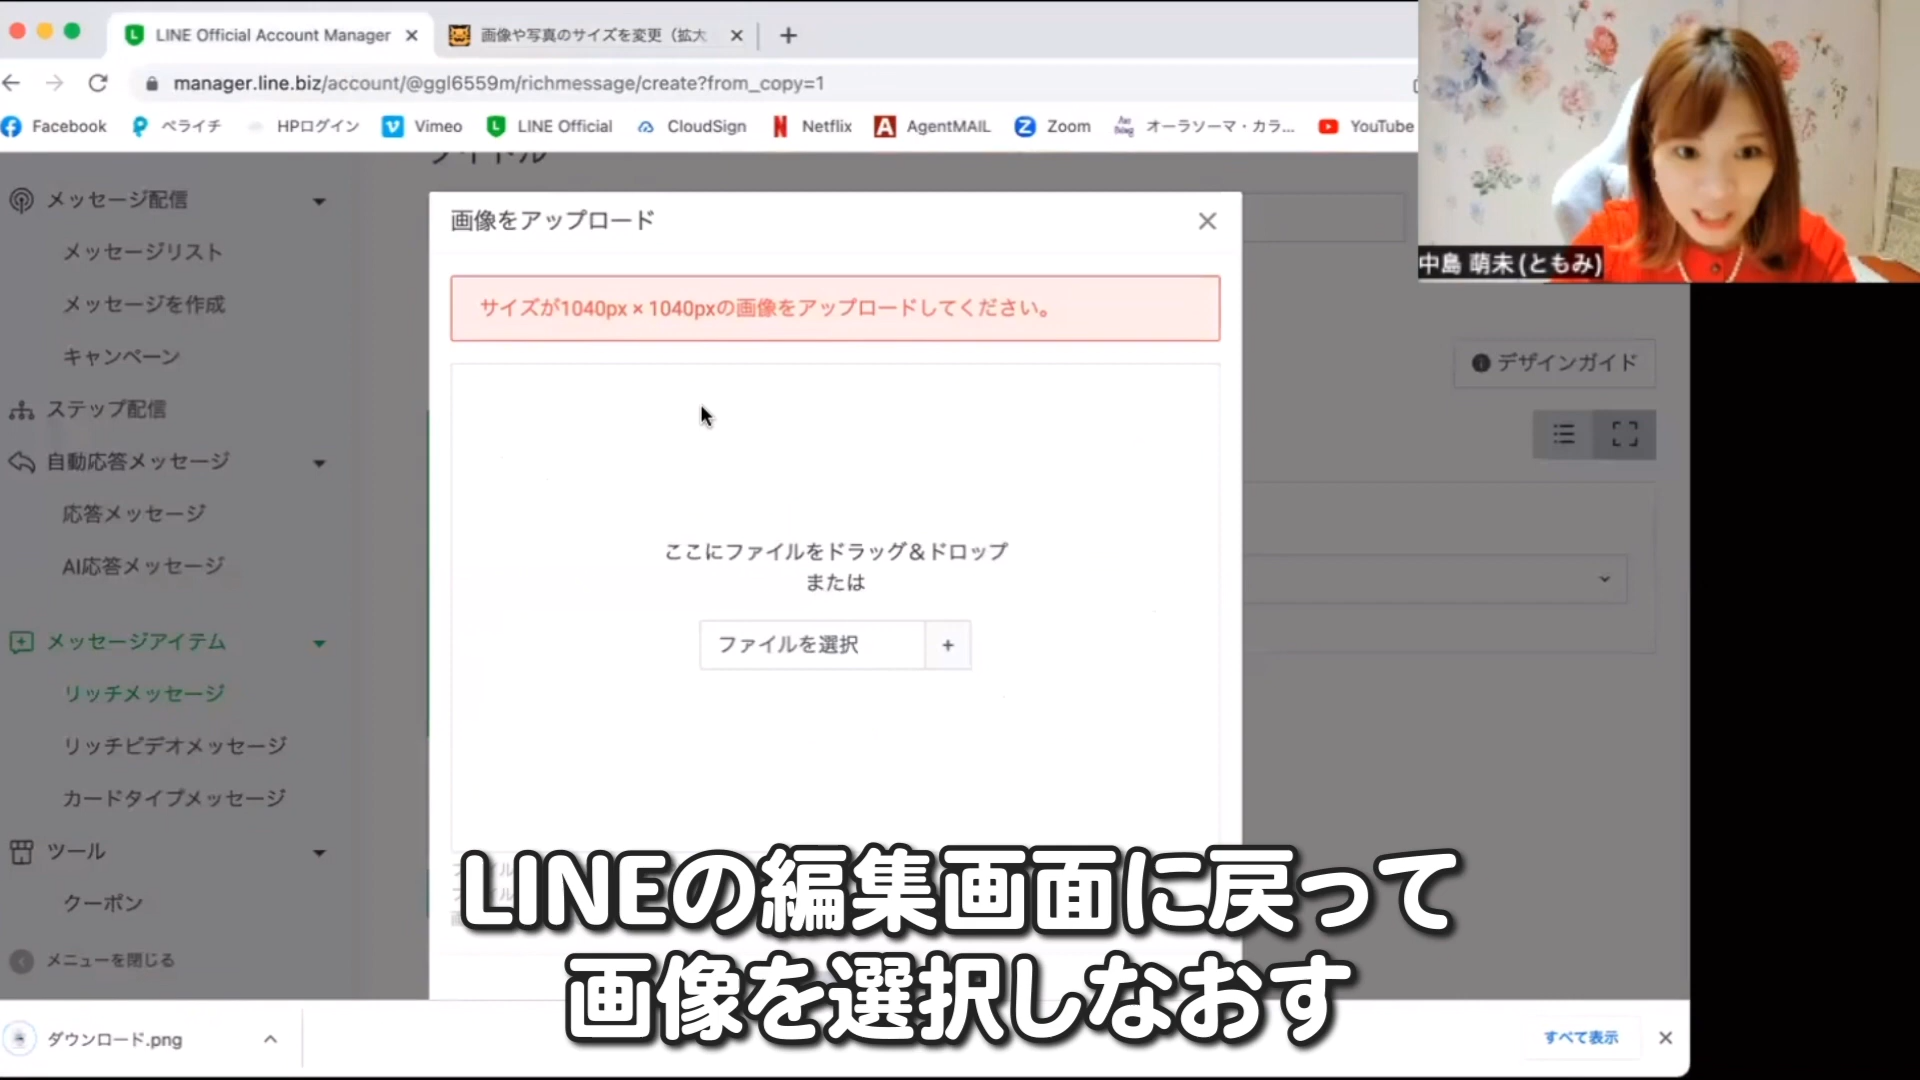 LINE Official Account Manager
画像や写真のサイズを変更（拡大
manager.line.biz/account/@ggl6559m/richmessage/create?from_copy=1
Facebook
ペライチ
HPログイン
Vimeo
LINE Official
CloudSign
Netflix
AgentMAIL
Zoom
オーラソーマ・カラ...
YouTube
中島 萌未(ともみ)
タイトル
メッセージ配信
メッセージリスト
メッセージを作成
キャンペーン
ステップ配信
自動応答メッセージ
応答メッセージ
AI応答メッセージ
メッセージアイテム
リッチメッセージ
リッチビデオメッセージ
カードタイプメッセージ
ツール
クーポン
メニューを閉じる
画像をアップロード
サイズが1040px × 1040pxの画像をアップロードしてください。
ここにファイルをドラッグ＆ドロップ
または
ファイルを選択
デザインガイド
LINEの編集画面に戻って
画像を選択しなおす
ダウンロード.png
すべて表示